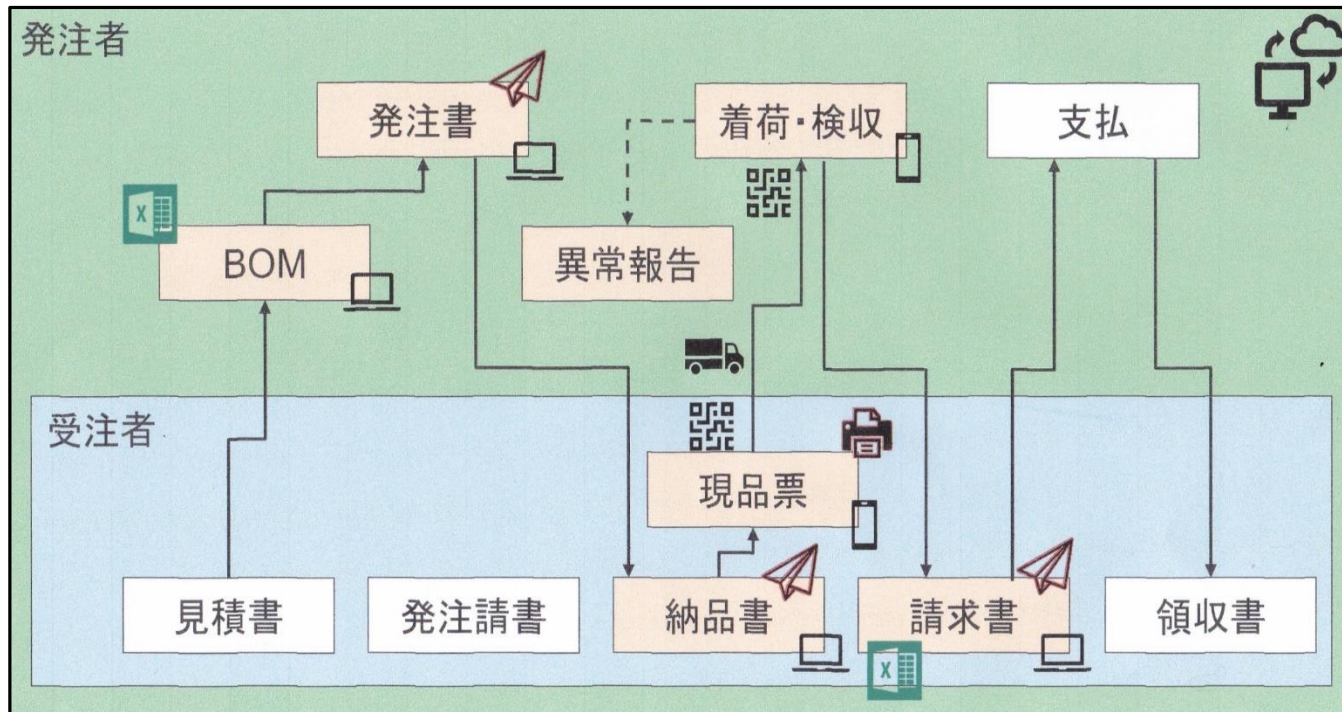 発注者
発注書
着荷・検収
支払
X
BOM
異常報告
受注者
現品票
見積書
発注請書
納品書
請求書
領収書
X